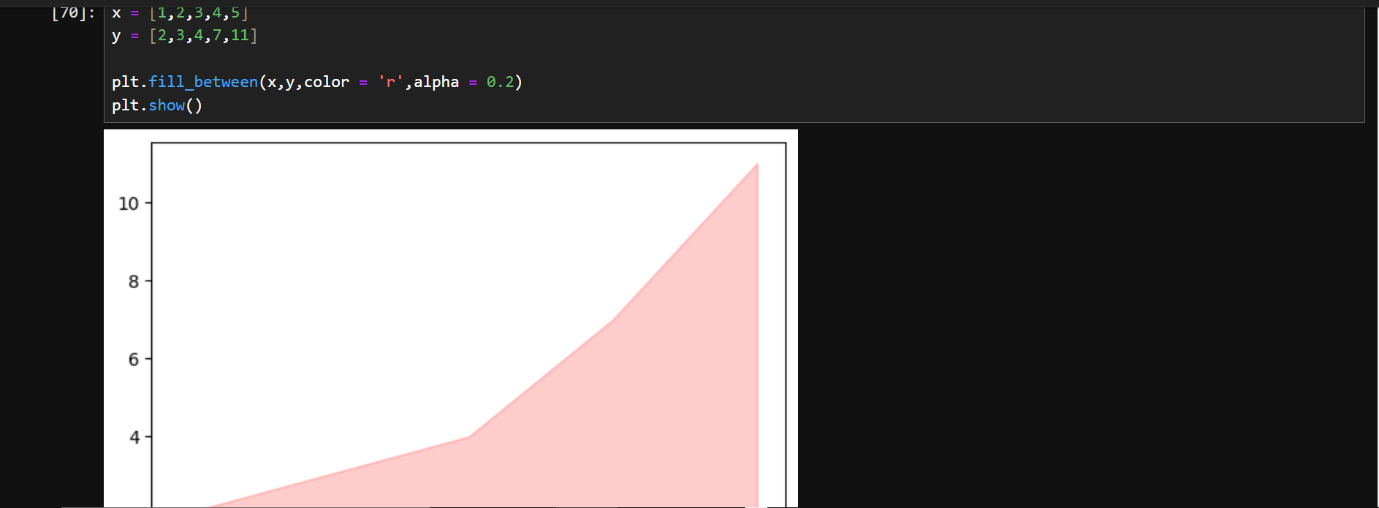 [70]: x = [1,2,3,4,5]
y = [2,3,4,7,11]
plt.fill_between(x,y,color = 'r',alpha = 0.2)
plt.show()
10
8
6
4